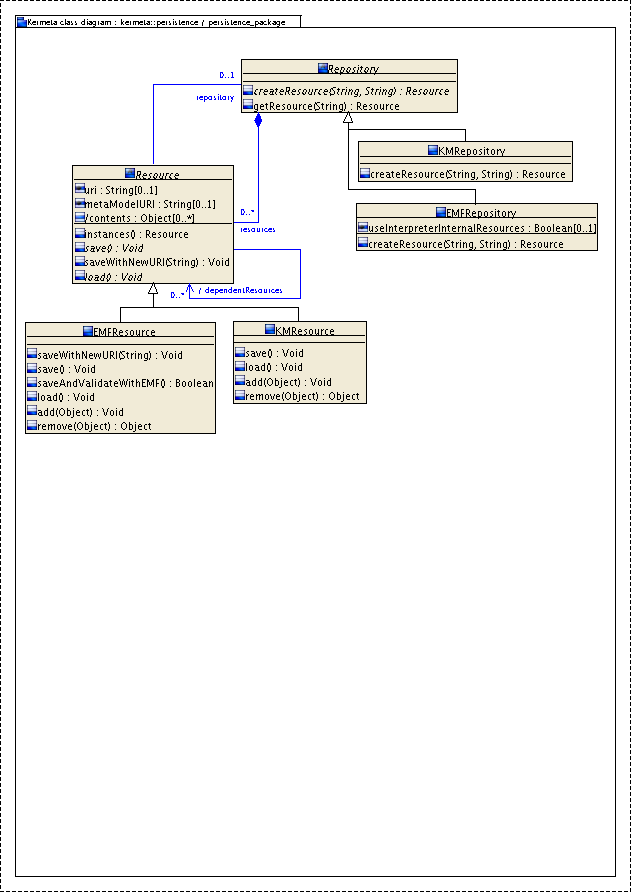 Kermeta class diagram : kermeta::persistence / persistence_package
Repository
createResource(String, String) : Resource
getResource(String) : Resource
0..1
repository
KMRepository
createResource(String, String) : Resource
Resource
uri : String[0..1]
metaModelURI : String[0..1]
/contents : Object[0..*]
instances() : Resource
save() : Void
saveWithNewURI(String) : Void
load() : Void
0..*
resources
EMFRepository
useInterpreterInternalResources : Boolean[0..1]
createResource(String, String) : Resource
0..*
/ dependentResources
EMFResource
saveWithNewURI(String) : Void
save() : Void
saveAndValidateWithEMF() : Boolean
load() : Void
add(Object) : Void
remove(Object) : Object
KMResource
save() : Void
load() : Void
add(Object) : Void
remove(Object) : Object